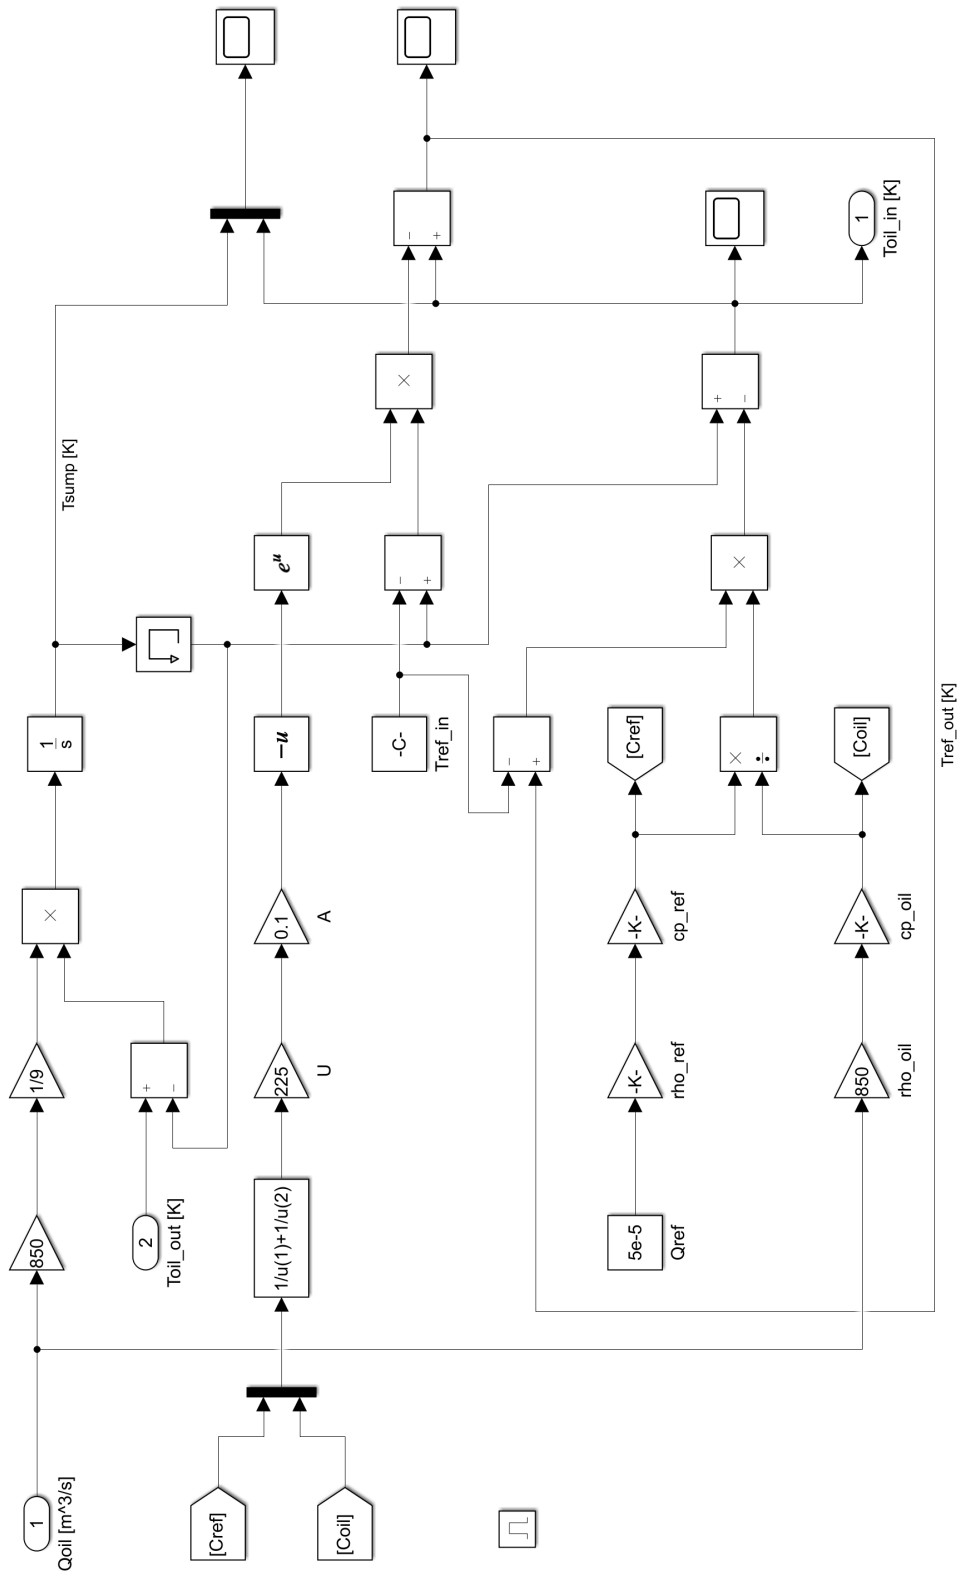 1
Qoil [m^3/s]
850
1/9
×
1
s
Tsump [K]
2
Toil_out [K]
+
−
[Cref]
[Coil]
1/u(1)+1/u(2)
225
U
0.1
A
−u
e^u
×
−
+
-C-
Tref_in
−
+
−
+
5e-5
Qref
-K-
rho_ref
-K-
cp_ref
[Cref]
×
÷
×
+
−
850
rho_oil
-K-
cp_oil
[Coil]
1
Toil_in [K]
Tref_out [K]